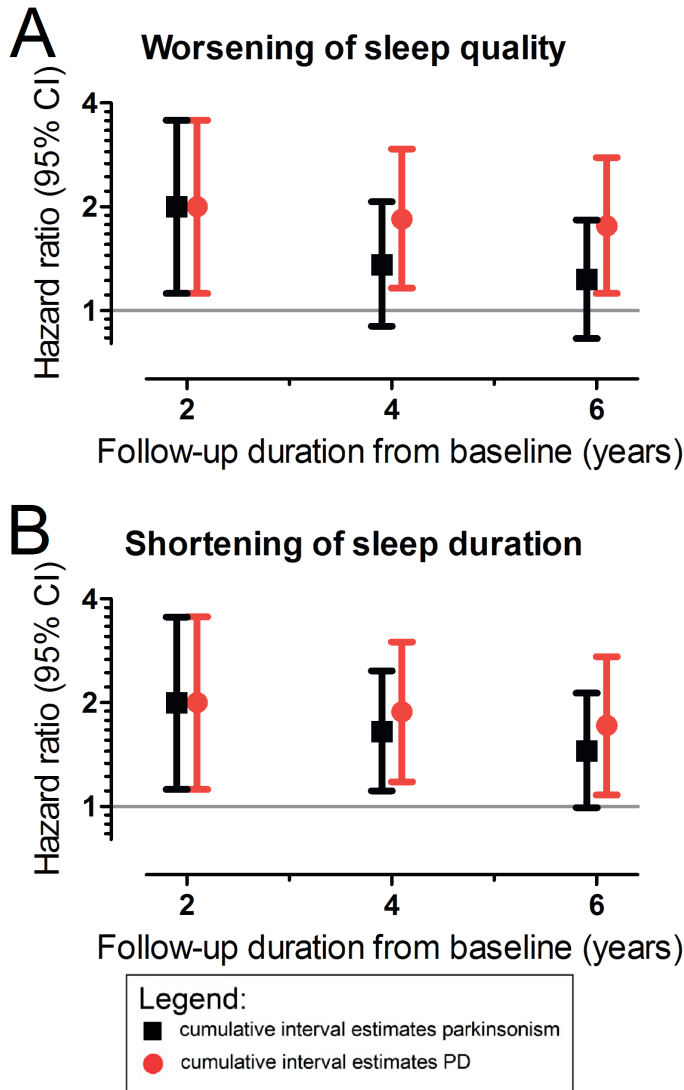 A
Worsening of sleep quality
Hazard ratio (95% CI)
4
2
1
2 4 6
Follow-up duration from baseline (years)
B
Shortening of sleep duration
Hazard ratio (95% CI)
4
2
1
2 4 6
Follow-up duration from baseline (years)
Legend:
cumulative interval estimates parkinsonism
cumulative interval estimates PD